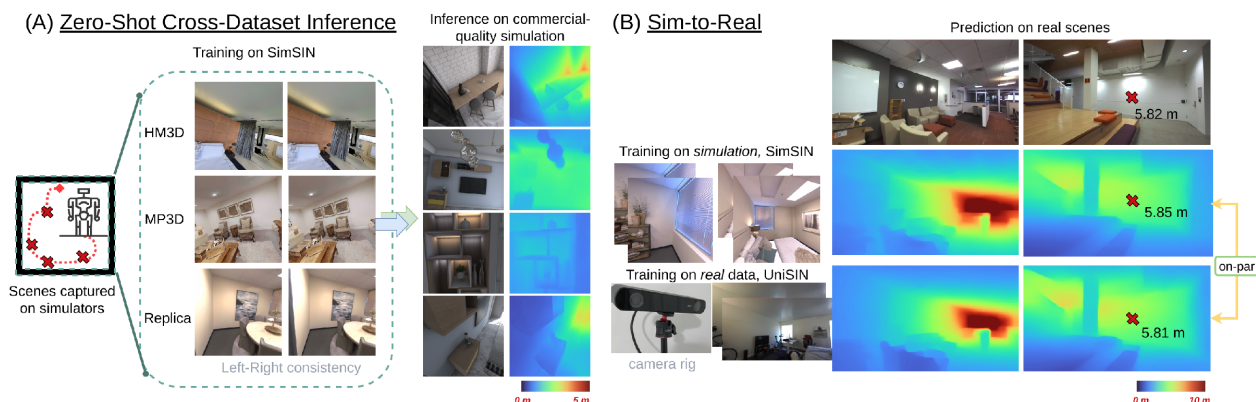 (A) Zero-Shot Cross-Dataset Inference
Training on SimSIN
HM3D
MP3D
Replica
Left-Right consistency
Scenes captured
on simulators
Inference on commercial-
quality simulation
0 m
5 m
(B) Sim-to-Real
Prediction on real scenes
5.82 m
Training on simulation, SimSIN
5.85 m
on-par
Training on real data, UniSIN
5.81 m
camera rig
0 m
10 m